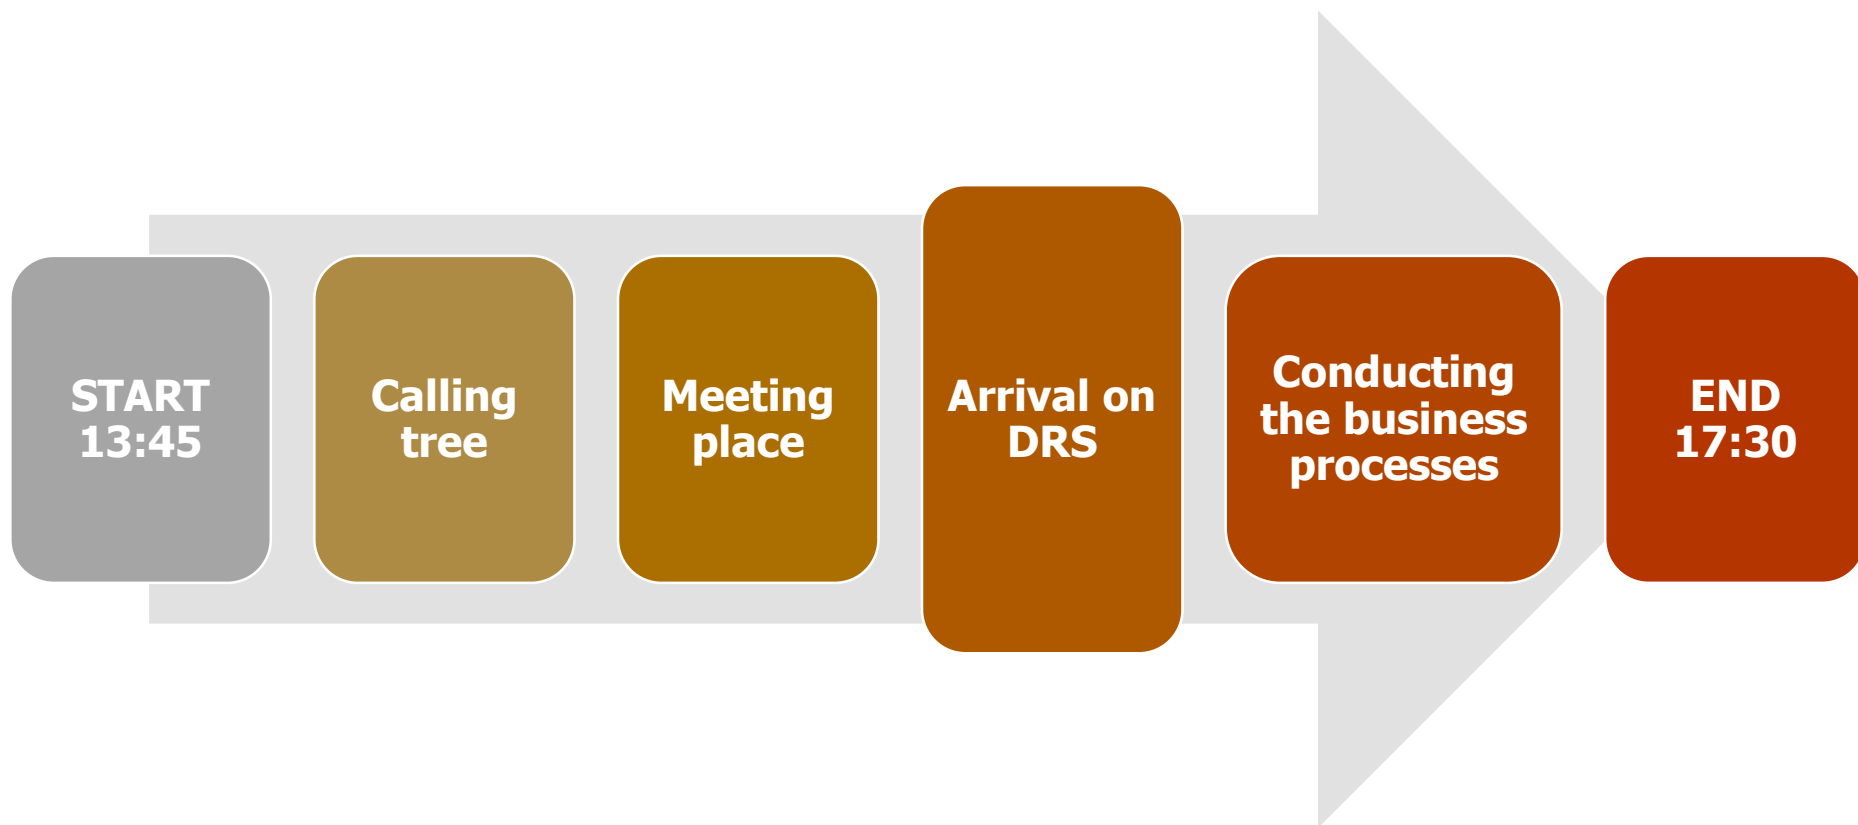 START
13:45
Calling
tree
Meeting
place
Arrival on
DRS
Conducting
the business
processes
END
17:30